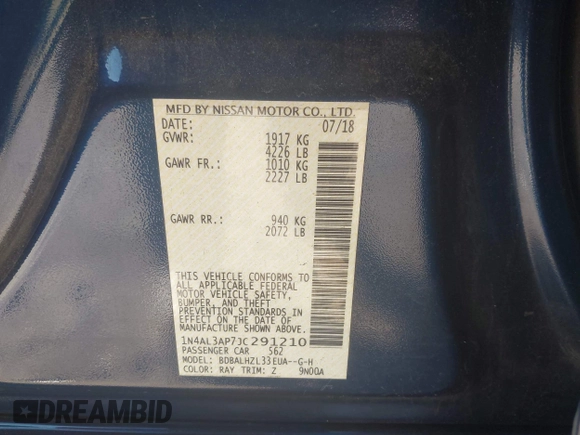 MFD BY NISSAN MOTOR CO., LTD.
DATE: 07/18
GVWR: 1917 KG
4226 LB
GAWR FR.: 1010 KG
2227 LB
GAWR RR.: 940 KG
2072 LB
THIS VEHICLE CONFORMS TO
ALL APPLICABLE FEDERAL
MOTOR VEHICLE SAFETY,
BUMPER, AND THEFT
PREVENTION STANDARDS IN
EFFECT ON THE DATE OF
MANUFACTURE SHOWN ABOVE.
1N4AL3AP7JC291210
PASSENGER CAR 562
MODEL: BDBALHZL33EUA--G-H
COLOR: RAY TRIM: Z 9N00A
DREAMBID